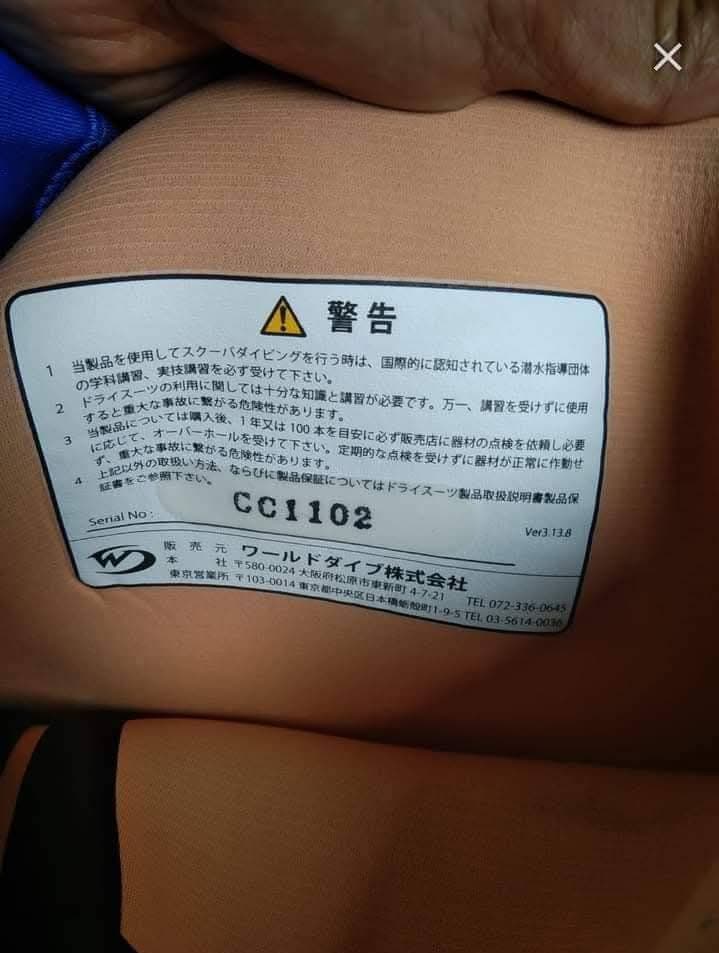 警告
1 当製品を使用してスクーバダイビングを行う時は、国際的に認知されている潜水指導団体
の学科講習、実技講習を必ず受けて下さい。
2 ドライスーツの利用に関しては十分な知識と講習が必要です。万一、講習を受けずに使用
すると重大な事故に繋がる危険性があります。
3 当製品については購入後、1年又は100本を目安に必ず販売店に器材の点検を依頼し必要
に応じて、オーバーホールを受けて下さい。定期的な点検を受けずに器材が正常に作動せ
ず、重大な事故に繋がる危険性があります。
4 上記以外の取扱い方法、ならびに製品保証についてはドライスーツ製品取扱説明書製品保
証書をご参照下さい。
Serial No : CC1102
Ver3.13.8
WD
販売元 ワールドダイブ株式会社
本社 〒580-0024 大阪府松原市東新町 4-7-21 TEL 072-336-0645
東京営業所 〒103-0014 東京都中央区日本橋蛎殻町1-9-5 TEL 03-5614-0036